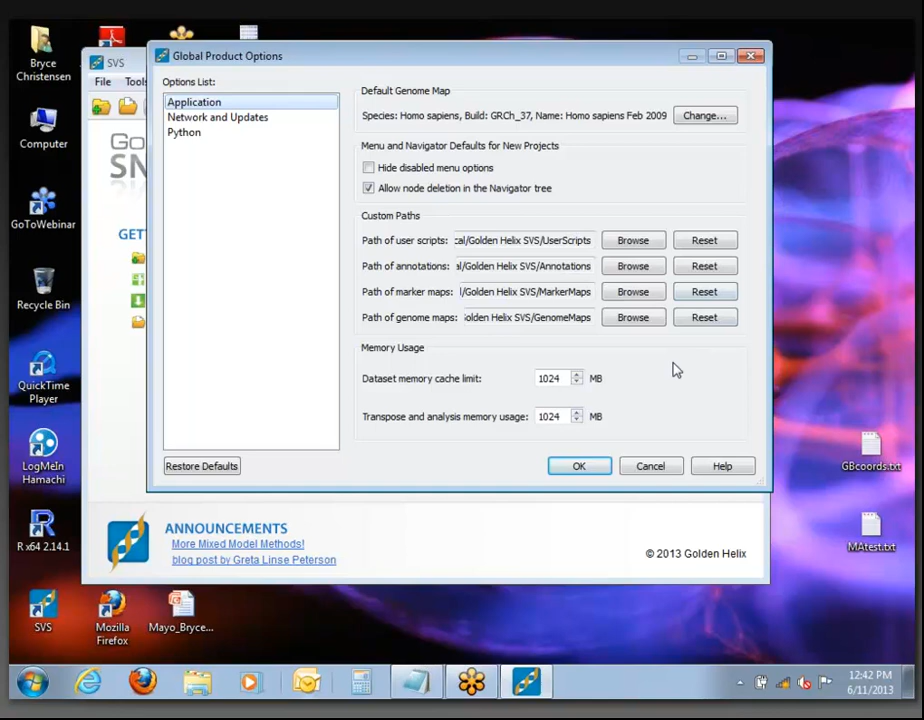 Bryce
Christensen
Computer
GoToWebinar
Recycle Bin
QuickTime
Player
LogMeIn
Hamachi
R x64 2.14.1
SVS
Mozilla
Firefox
Mayo_Bryce...
GBcoords.txt
MAtest.txt
SVS
File
Tools
Go
SN
GET
Global Product Options
Options List:
Application
Network and Updates
Python
Default Genome Map
Species: Homo sapiens, Build: GRCh_37, Name: Homo sapiens Feb 2009
Change...
Menu and Navigator Defaults for New Projects
Hide disabled menu options
Allow node deletion in the Navigator tree
Custom Paths
Path of user scripts: :al/Golden Helix SVS/UserScripts Browse Reset
Path of annotations: al/Golden Helix SVS/Annotations Browse Reset
Path of marker maps: l/Golden Helix SVS/MarkerMaps Browse Reset
Path of genome maps: Golden Helix SVS/GenomeMaps Browse Reset
Memory Usage
Dataset memory cache limit: 1024 MB
Transpose and analysis memory usage: 1024 MB
Restore Defaults OK Cancel Help
ANNOUNCEMENTS
More Mixed Model Methods!
blog post by Greta Linse Peterson
© 2013 Golden Helix
12:42 PM
6/11/2013